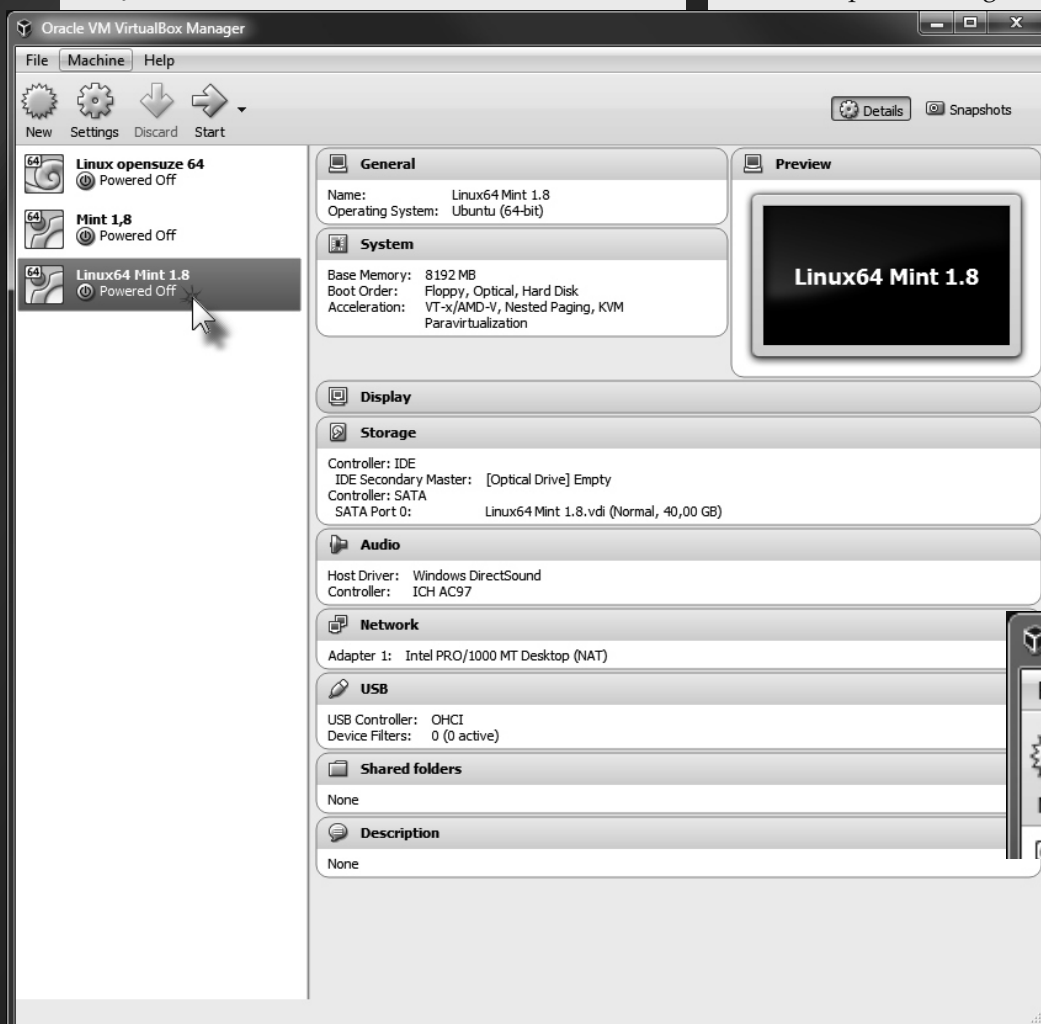 Oracle VM VirtualBox Manager
File Machine Help
New Settings Discard Start
Details Snapshots
64 Linux opensuze 64
Powered Off
64 Mint 1,8
Powered Off
64 Linux64 Mint 1.8
Powered Off
General
Name: Linux64 Mint 1.8
Operating System: Ubuntu (64-bit)
System
Base Memory: 8192 MB
Boot Order: Floppy, Optical, Hard Disk
Acceleration: VT-x/AMD-V, Nested Paging, KVM
Paravirtualization
Preview
Linux64 Mint 1.8
Display
Storage
Controller: IDE
IDE Secondary Master: [Optical Drive] Empty
Controller: SATA
SATA Port 0: Linux64 Mint 1.8.vdi (Normal, 40,00 GB)
Audio
Host Driver: Windows DirectSound
Controller: ICH AC97
Network
Adapter 1: Intel PRO/1000 MT Desktop (NAT)
USB
USB Controller: OHCI
Device Filters: 0 (0 active)
Shared folders
None
Description
None